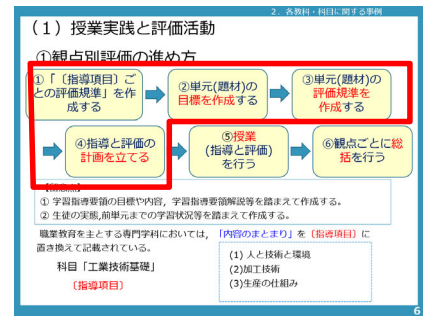 2、各教科・科目に関する事例
（１）授業実践と評価活動
①観点別評価の進め方
①「〔指導項目〕ご
との評価規準」を作
成する
②単元(題材)の
目標を作成する
③単元(題材)の
評価規準を
作成する
④指導と評価の
計画を立てる
⑤授業
(指導と評価)
を行う
⑥観点ごとに総
括を行う
【留意点】
① 学習指導要領の目標や内容，学習指導要領解説等を踏まえて作成する。
② 生徒の実態,前単元までの学習状況等を踏まえて作成する。
職業教育を主とする専門学科においては，「内容のまとまり」を〔指導項目〕に
置き換えて記載されている。
科目「工業技術基礎」
〔指導項目〕
(1) 人と技術と環境
(2)加工技術
(3)生産の仕組み
6